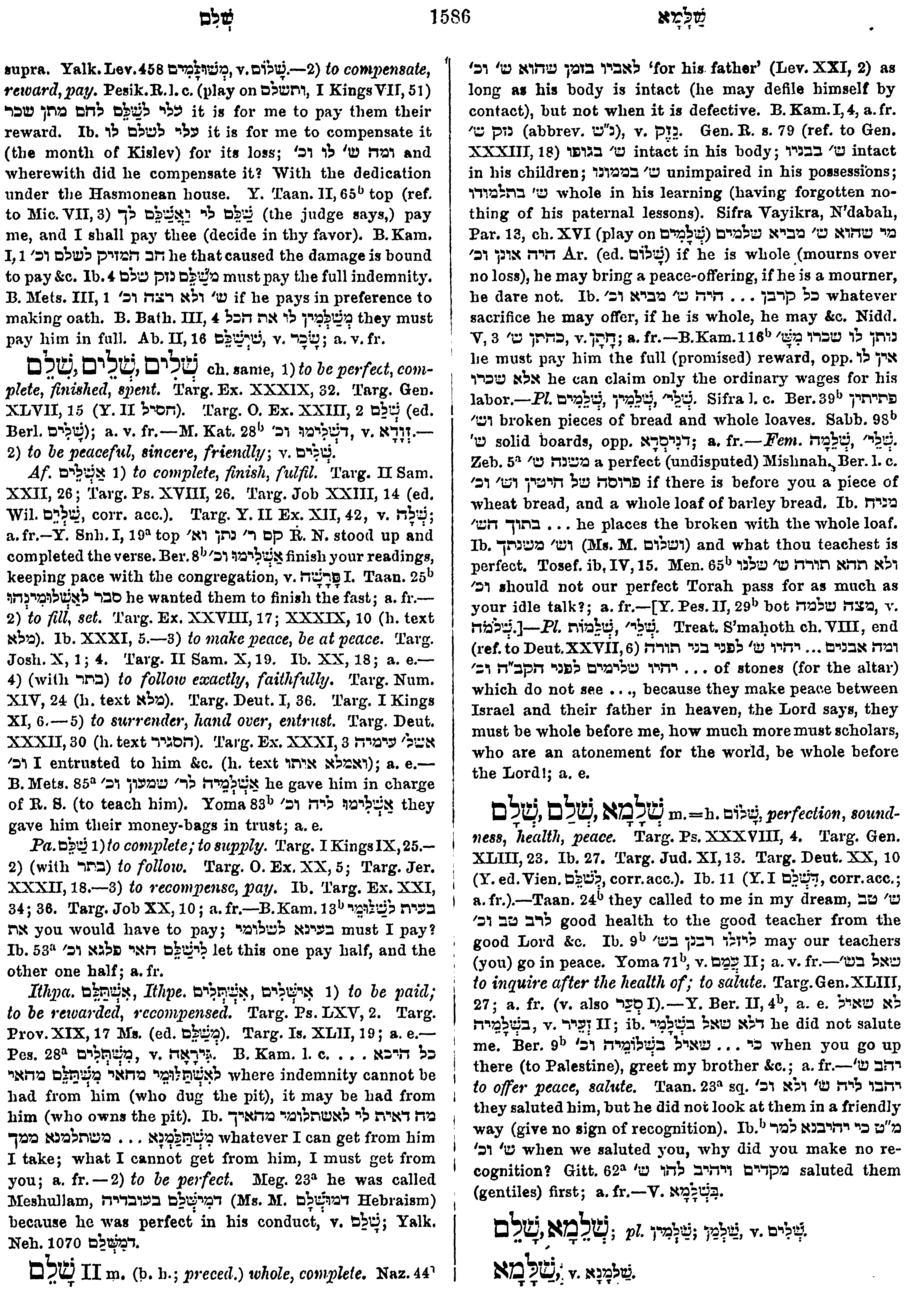 שְׁלֵם 1586 שַׁלָּמָא
supra. Yalk. Lev. 458 מְשׁוּלָּמִים, v. שָׁלוֹם.—2) to compensate,
reward, pay. Pesik. R. l. c. (play on ותשלם, I Kings VII, 51)
עלי לְשַׁלֵּם להם מתן שכר it is for me to pay them their
reward. Ib. עלי לשלם לו it is for me to compensate it
(the month of Kislev) for its loss; ומה ש׳ לו וכ׳ and
wherewith did he compensate it? With the dedication
under the Hasmonean house. Y. Taan. II, 65ᵇ top (ref.
to Mic. VII, 3) שַׁלֵּם לי וַאֲשַׁלֵּם לך (the judge says,) pay
me, and I shall pay thee (decide in thy favor). B. Kam.
I, 1 חב המזיק לשלם וכ׳ he that caused the damage is bound
to pay &c. Ib. 4 מְשַׁלֵּם נזק שלם must pay the full indemnity.
B. Mets. III, 1 ש׳ ולא רצה וכ׳ if he pays in preference to
making oath. B. Bath. III, 4 מְשַׁלְּמִין לו את הכל they must
pay him in full. Ab. II, 16 שֶׁיְּשַׁלֵּם, v. שָׂכָר; a. v. fr.
שְׁלֵים, שְׁלִים, שְׁלֵם ch. same, 1) to be perfect, com-
plete, finished, spent. Targ. Ex. XXXIX, 32. Targ. Gen.
XLVII, 15 (Y. II חסיל). Targ. O. Ex. XXIII, 2 שְׁלֵם (ed.
Berl. שְׁלֵים); a. v. fr.—M. Kat. 28ᵇ דשְׁלִימוּ וכ׳, v. זְוָדָא.—
2) to be peaceful, sincere, friendly; v. שְׁלִים.
Af. אַשְׁלֵים 1) to complete, finish, fulfil. Targ. II Sam.
XXII, 26; Targ. Ps. XVIII, 26. Targ. Job XXIII, 14 (ed.
Wil. שְׁלֵים, corr. acc.). Targ. Y. II Ex. XII, 42, v. שְׁלָה;
a. fr.—Y. Snh. I, 19ᵃ top קם ר׳ נתן וא׳ R. N. stood up and
completed the verse. Ber. 8ᵇ אַשְׁלִימוּ וכ׳ finish your readings,
keeping pace with the congregation, v. פָּרָשָׁה I. Taan. 25ᵇ
סבר לְאַשְׁלוּמִינְהוּ he wanted them to finish the fast; a. fr.—
2) to fill, set. Targ. Ex. XXVIII, 17; XXXIX, 10 (h. text
מלא). Ib. XXXI, 5.—3) to make peace, be at peace. Targ.
Josh. X, 1; 4. Targ. II Sam. X, 19. Ib. XX, 18; a. e.—
4) (with בתר) to follow exactly, faithfully. Targ. Num.
XIV, 24 (h. text מלא). Targ. Deut. I, 36. Targ. I Kings
XI, 6.—5) to surrender, hand over, entrust. Targ. Deut.
XXXII, 30 (h. text הסגיר). Targ. Ex. XXXI, 3 אשל׳ עימיה
וכ׳ I entrusted to him &c. (h. text ואמלא איתו); a. e.—
B. Mets. 85ᵃ אַשְׁלְמֵיה לר׳ שמעון וכ׳ he gave him in charge
of R. S. (to teach him). Yoma 83ᵇ אַשְׁלִימוּ ליה וכ׳ they
gave him their money-bags in trust; a. e.
Pa. שַׁלֵּם 1) to complete; to supply. Targ. I Kings IX, 25.—
2) (with בתר) to follow. Targ. O. Ex. XX, 5; Targ. Jer.
XXXII, 18.—3) to recompense, pay. Ib. Targ. Ex. XXI,
34; 36. Targ. Job XX, 10; a. fr.—B. Kam. 13ᵇ בעית לְשַׁלּוּמֵי
את you would have to pay; בעינא לשלומי must I pay?
Ib. 53ᵃ לִישַׁלֵּם האי פלגא וכ׳ let this one pay half, and the
other one half; a. fr.
Ithpa. אִשְׁתַּלֵּם, Ithpe. אִשְׁתְּלֵים, אִישְׁלֵים 1) to be paid;
to be rewarded, recompensed. Targ. Ps. LXV, 2. Targ.
Prov. XIX, 17 Ms. (ed. מְשַׁלֵּם). Targ. Is. XLII, 19; a. e.—
Pes. 28ᵃ מִשְׁתְּלֵים, v. גִּירָאָה. B. Kam. l. c. . . . כל היכא
לְאִשְׁתַּלּוּמֵי מהאי מִשְׁתַּלֵּם מהאי where indemnity cannot be
had from him (who dug the pit), it may be had from
him (who owns the pit). Ib. מה דאית לי לאשתלומי מהאיך
מִשְׁתַּלַּמְנָא . . . משתלמנא ממך whatever I can get from him
I take; what I cannot get from him, I must get from
you; a. fr.—2) to be perfect. Meg. 23ᵃ he was called
Meshullam, דמִישְׁלַם בעובדיה (Ms. M. דמוּשְׁלָם Hebraism)
because he was perfect in his conduct, v. שָׁלֵם; Yalk.
Neh. 1070 דמְשַׁלֵּם.
שָׁלֵם II m. (b. h.; preced.) whole, complete. Naz. 44ᵃ
לאביו בזמן שהוא ש׳ וכ׳ ‘for his father’ (Lev. XXI, 2) as
long as his body is intact (he may defile himself by
contact), but not when it is defective. B. Kam. I, 4, a. fr.
נזק ש׳ (abbrev. נ״ש), v. נֶזֶק. Gen. R. s. 79 (ref. to Gen.
XXXIII, 18) ש׳ בגופו intact in his body; ש׳ בבניו intact
in his children; ש׳ בממונו unimpaired in his possessions;
ש׳ בתלמודו whole in his learning (having forgotten no-
thing of his paternal lessons). Sifra Vayikra, N'dabah,
Par. 13, ch. XVI (play on שְׁלָמִים) מי שהוא ש׳ מביא שלמים
היה אונן וכ׳ Ar. (ed. שָׁלוֹם) if he is whole (mourns over
no loss), he may bring a peace-offering, if he is a mourner,
he dare not. Ib. כל קרבן . . . היה ש׳ מביא וכ׳ whatever
sacrifice he may offer, if he is whole, he may &c. Nidd.
V, 3 כחתן ש׳, v. חָתָן; a. fr.—B. Kam. 116ᵇ נותן לו שכרו מָשׁ׳
he must pay him the full (promised) reward, opp. אין לו
אלא שכרו he can claim only the ordinary wages for his
labor.—Pl. שְׁלֵמִים, שְׁלֵמִין, שְׁלֵי׳. Sifra l. c. Ber. 39ᵇ פתיתין
וש׳ broken pieces of bread and whole loaves. Sabb. 98ᵇ
ש׳ solid boards, opp. דְּנִיסְרָא; a. fr.—Fem. שְׁלֵמָה, שְׁלֵי׳.
Zeb. 5ᵃ משנה ש׳ a perfect (undisputed) Mishnah. Ber. l. c.
פרוסה של חיטין וש׳ וכ׳ if there is before you a piece of
wheat bread, and a whole loaf of barley bread. Ib. מניח
בתוך הש׳ . . . he places the broken with the whole loaf.
Ib. וש׳ משנתך (Ms. M. ושלום) and what thou teachest is
perfect. Tosef. ib. IV, 15. Men. 65ᵇ ולא תהא תורה ש׳ שלנו
וכ׳ should not our perfect Torah pass for as much as
your idle talk?; a. fr.—[Y. Pes. II, 29ᵇ bot מצה שלמה, v.
שְׁלֹמֹה.]—Pl. שְׁלֵמוֹת, שְׁלֵי׳. Treat. S'mahoth ch. VIII, end
(ref. to Deut. XXVII, 6) ומה אבנים ... יהיו ש׳ לפני בני תורה
יהיו שלימים לפני הקב״ה וכ׳ ... of stones (for the altar)
which do not see . . ., because they make peace between
Israel and their father in heaven, the Lord says, they
must be whole before me, how much more must scholars,
who are an atonement for the world, be whole before
the Lord!; a. e.
שְׁלָמָא, שְׁלַם, שְׁלָם m. = h. שָׁלוֹם, perfection, sound-
ness, health, peace. Targ. Ps. XXXVIII, 4. Targ. Gen.
XLIII, 23. Ib. 27. Targ. Jud. XI, 13. Targ. Deut. XX, 10
(Y. ed. Vien. לְשַׁלֵּם, corr. acc.). Ib. 11 (Y. I דִּשְׁלֵם, corr. acc.;
a. fr.).—Taan. 24ᵇ they called to me in my dream, ש׳ טב
לרב טב וכ׳ good health to the good teacher from the
good Lord &c. Ib. 9ᵇ ליזלו רבנן בש׳ may our teachers
(you) go in peace. Yoma 71ᵇ, v. עֲמַם II; a. v. fr.—שאל בש׳
to inquire after the health of; to salute. Targ. Gen. XLIII,
27; a. fr. (v. also סְעַר I).—Y. Ber. II, 4ᵇ, a. e. לא שאיל
בשְׁלָמֵיהּ, v. זְעֵיר II; ib. דלא שאל בשְׁלָמִי he did not salute
me. Ber. 9ᵇ כי ... שאיל בשְׁלוֹמֵיהּ וכ׳ when you go up
there (to Palestine), greet my brother &c.; a. fr.—יהב ש׳
to offer peace, salute. Taan. 23ᵃ sq. יהבו ליה ש׳ ולא וכ׳
they saluted him, but he did not look at them in a friendly
way (give no sign of recognition). Ib.ᵇ מ״ט כי יהיבנא למר
ש׳ וכ׳ when we saluted you, why did you make no re-
cognition? Gitt. 62ᵃ מקדים ויהיב להו ש׳ saluted them
(gentiles) first; a. fr.—V. בִּשְׁלָמָא.
שְׁלֵמָא, שָׁלֵם; pl. שְׁלֵמִין; שַׁלְמָן, v. שְׁלִים.
שַׁלָּמָא, v. שַׁלְמָנָא.